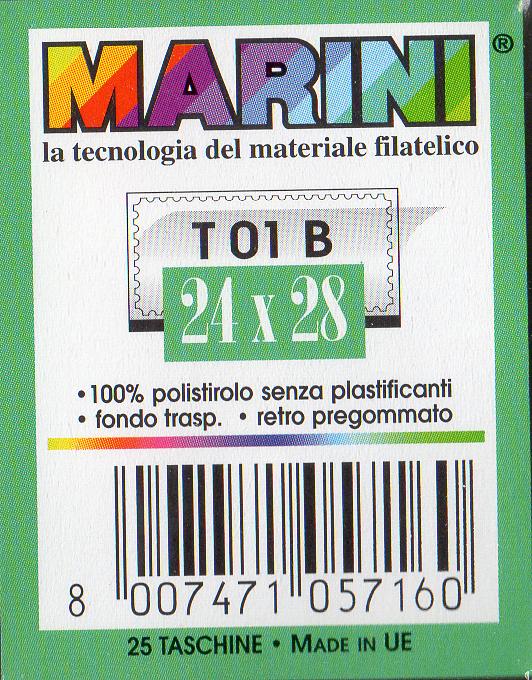 MARINI®
la tecnologia del materiale filatelico
T 01 B
24 x 28
•100% polistirolo senza plastificanti
• fondo trasp. • retro pregommato
8 007471 057160
25 TASCHINE • MADE IN UE